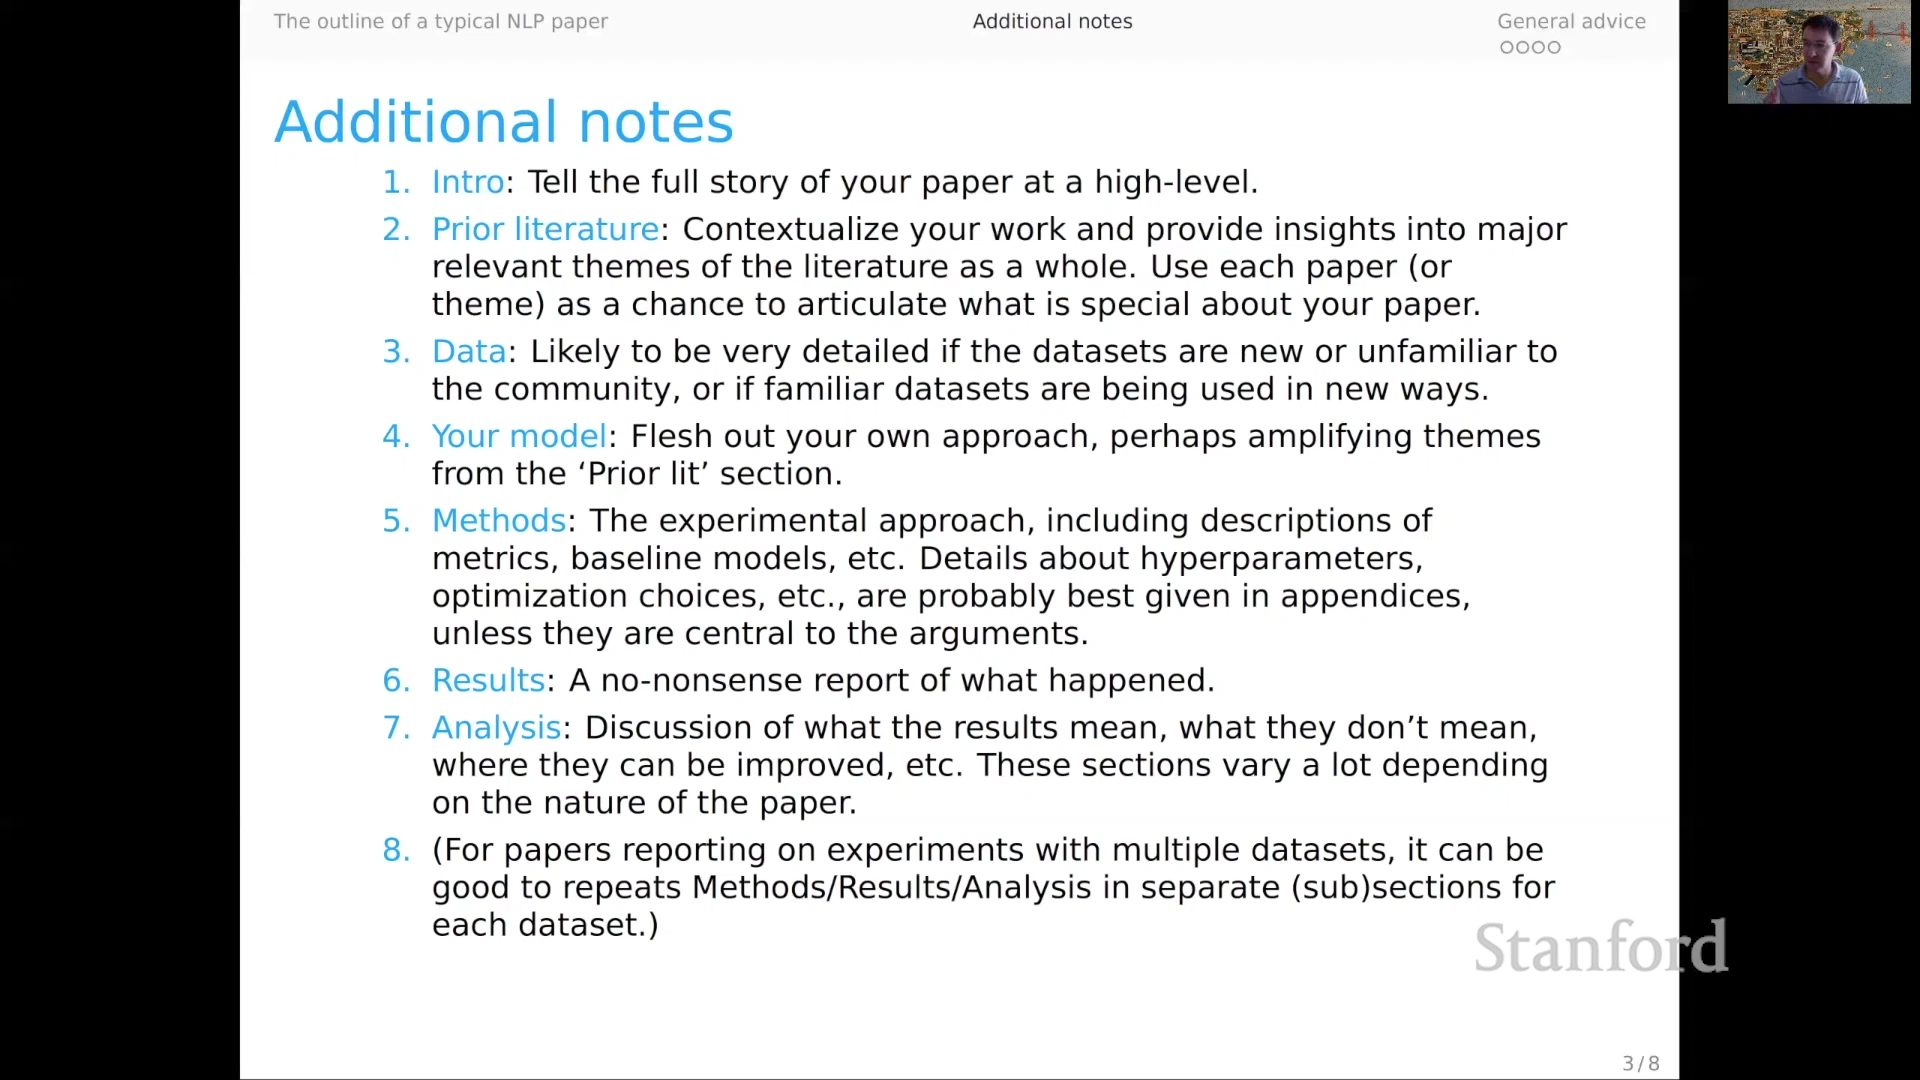 The outline of a typical NLP paper
Additional notes
General advice
Additional notes
1. Intro: Tell the full story of your paper at a high-level.
2. Prior literature: Contextualize your work and provide insights into major
relevant themes of the literature as a whole. Use each paper (or
theme) as a chance to articulate what is special about your paper.
3. Data: Likely to be very detailed if the datasets are new or unfamiliar to
the community, or if familiar datasets are being used in new ways.
4. Your model: Flesh out your own approach, perhaps amplifying themes
from the ‘Prior lit’ section.
5. Methods: The experimental approach, including descriptions of
metrics, baseline models, etc. Details about hyperparameters,
optimization choices, etc., are probably best given in appendices,
unless they are central to the arguments.
6. Results: A no-nonsense report of what happened.
7. Analysis: Discussion of what the results mean, what they don’t mean,
where they can be improved, etc. These sections vary a lot depending
on the nature of the paper.
8. (For papers reporting on experiments with multiple datasets, it can be
good to repeats Methods/Results/Analysis in separate (sub)sections for
each dataset.)
Stanford
3/8